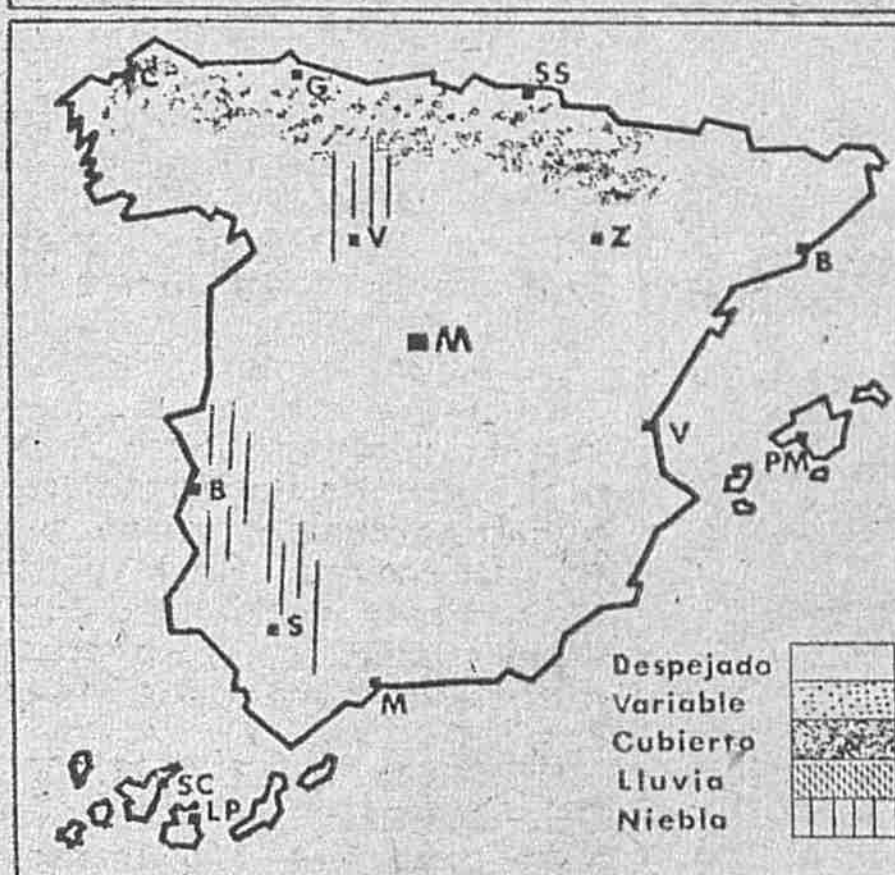 C
G
SS
V
Z
B
M
V
PM
B
S
M
SC
LP
Despejado
Variable
Cubierto
Lluvia
Niebla